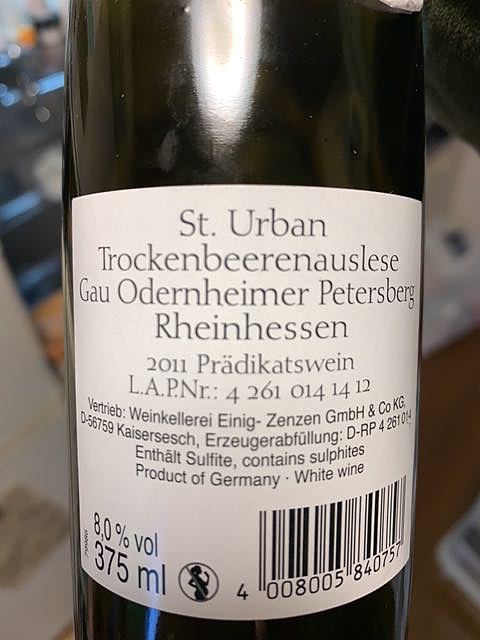 St. Urban
Trockenbeerenauslese
Gau Odernheimer Petersberg
Rheinhessen
2011 Prädikatswein
L.A.P.Nr.: 4 261 014 14 12
Vertrieb: Weinkellerei Einig- Zenzen GmbH & Co KG,
D-56759 Kaisersesch, Erzeugerabfüllung: D-RP 4 261 014
Enthält Sulfite, contains sulphites
Product of Germany · White wine
8,0 % vol
375 ml
4 008005 840757